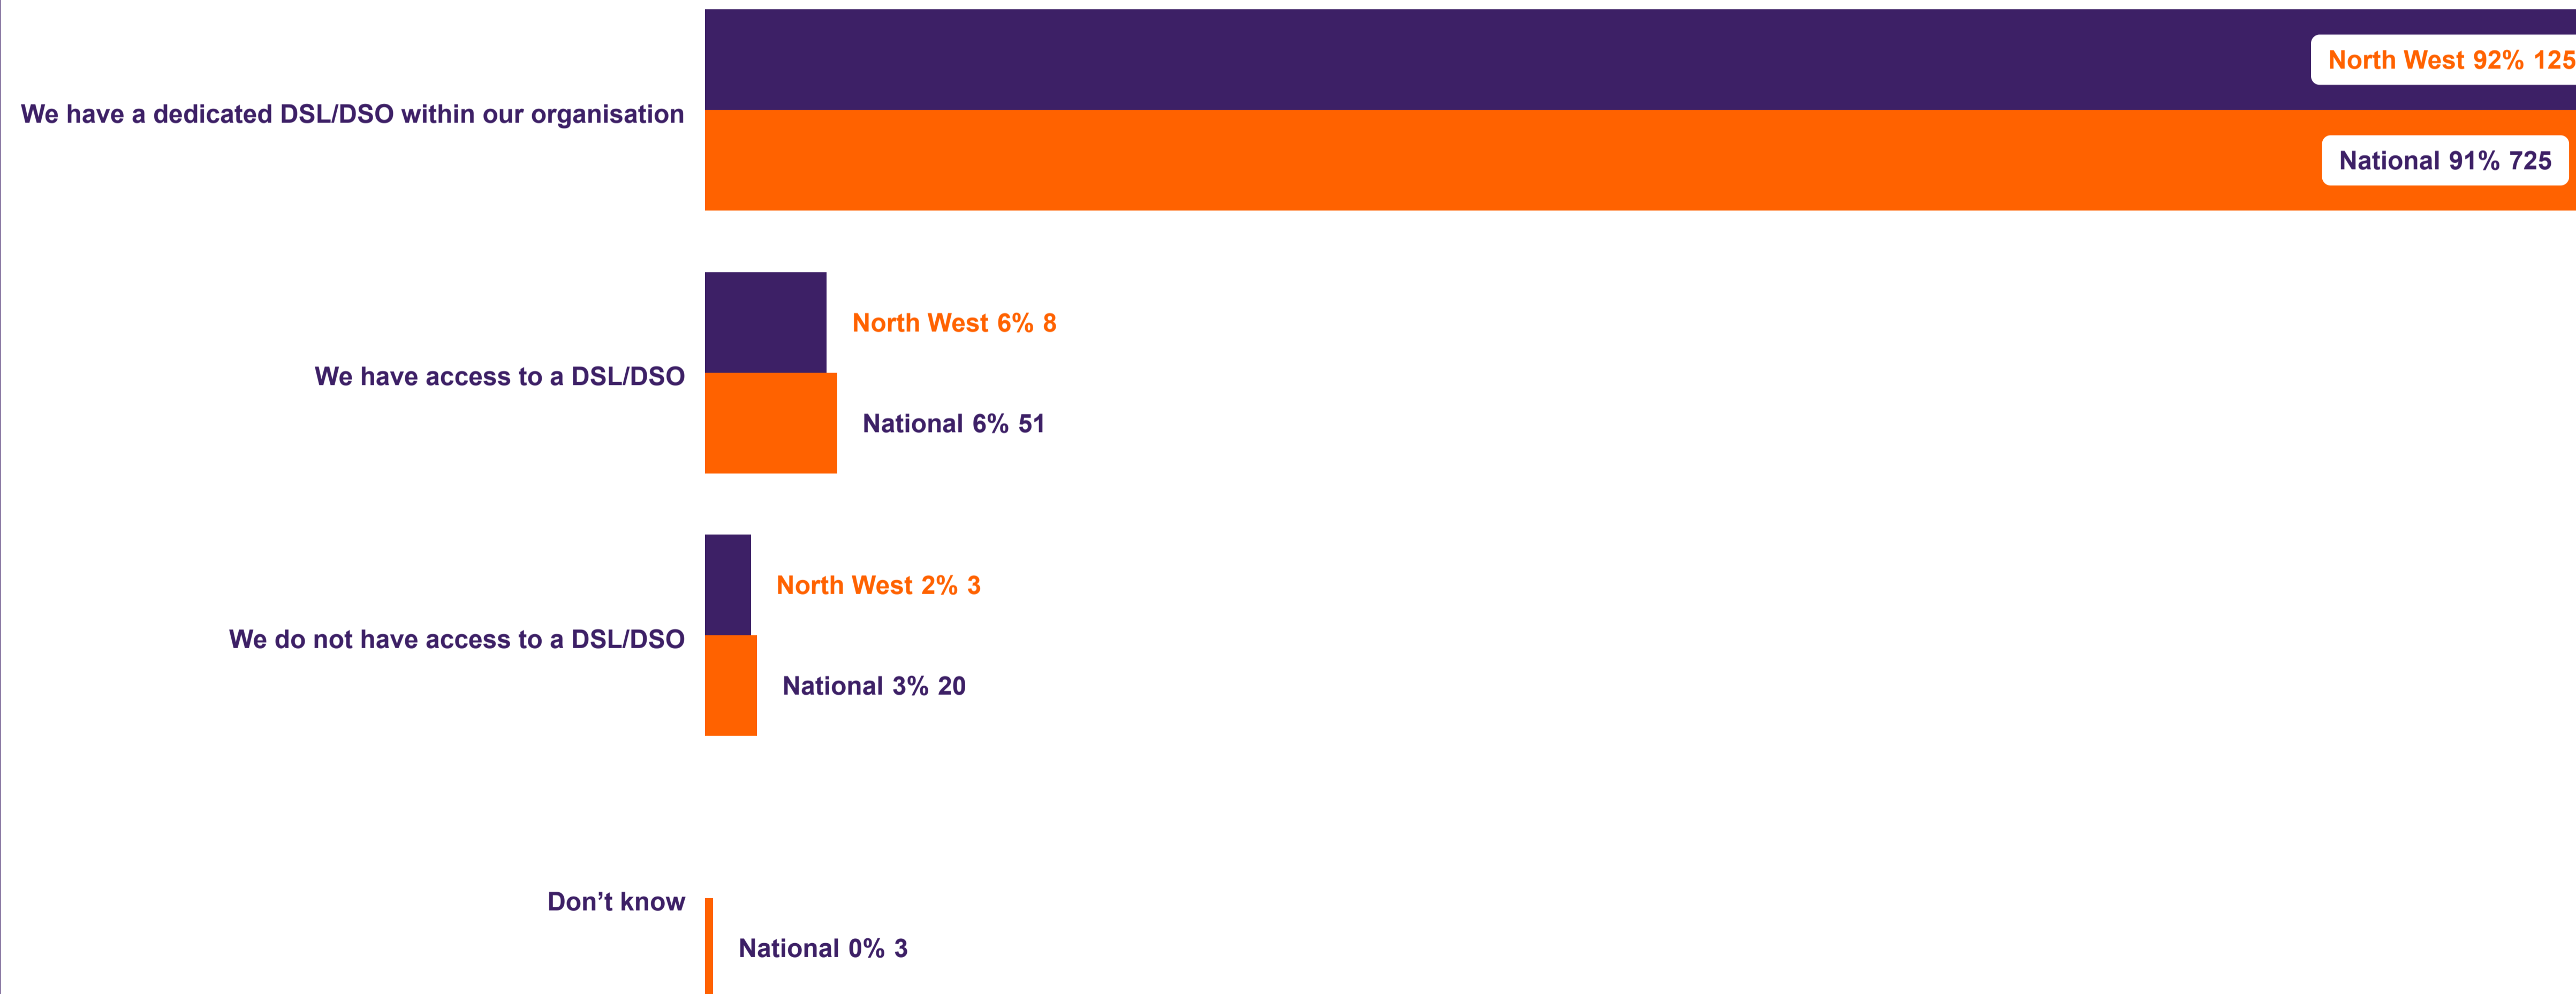 North West 92% 125
We have a dedicated DSL/DSO within our organisation
National 91% 725
North West 6% 8
We have access to a DSL/DSO
National 6% 51
North West 2% 3
We do not have access to a DSL/DSO
National 3% 20
Don’t know
National 0% 3